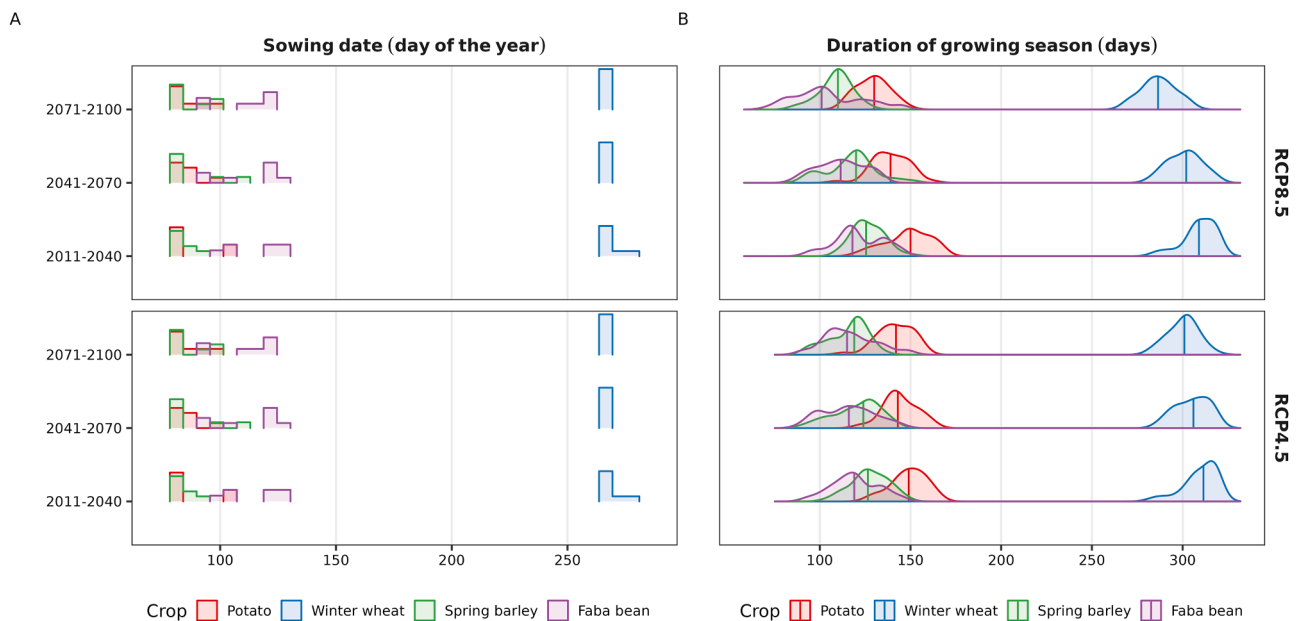 A
B
Sowing date (day of the year)
Duration of growing season (days)
2071-2100
2041-2070
2011-2040
RCP8.5
2071-2100
2041-2070
2011-2040
RCP4.5
100 150 200 250
100 150 200 250 300
Crop Potato Winter wheat Spring barley Faba bean
Crop Potato Winter wheat Spring barley Faba bean